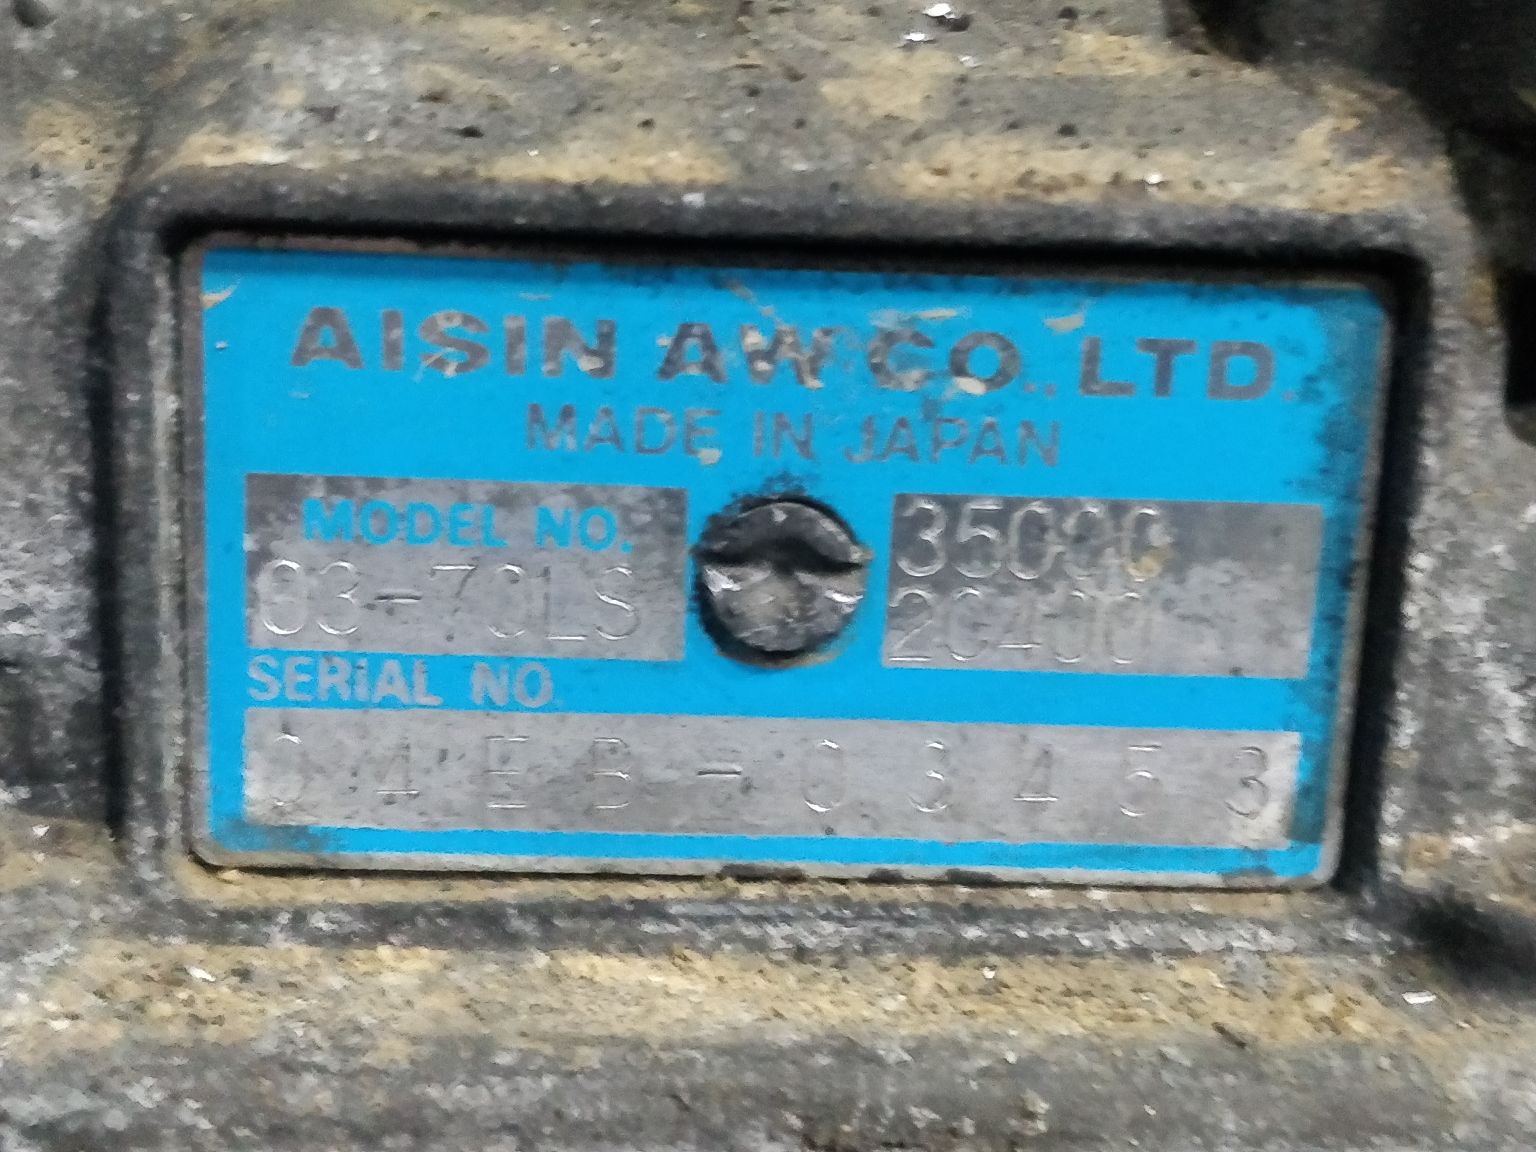 AISIN AW CO., LTD.
MADE IN JAPAN
MODEL NO.
03-70LS
35000
20400
SERIAL NO.
04EB-03453